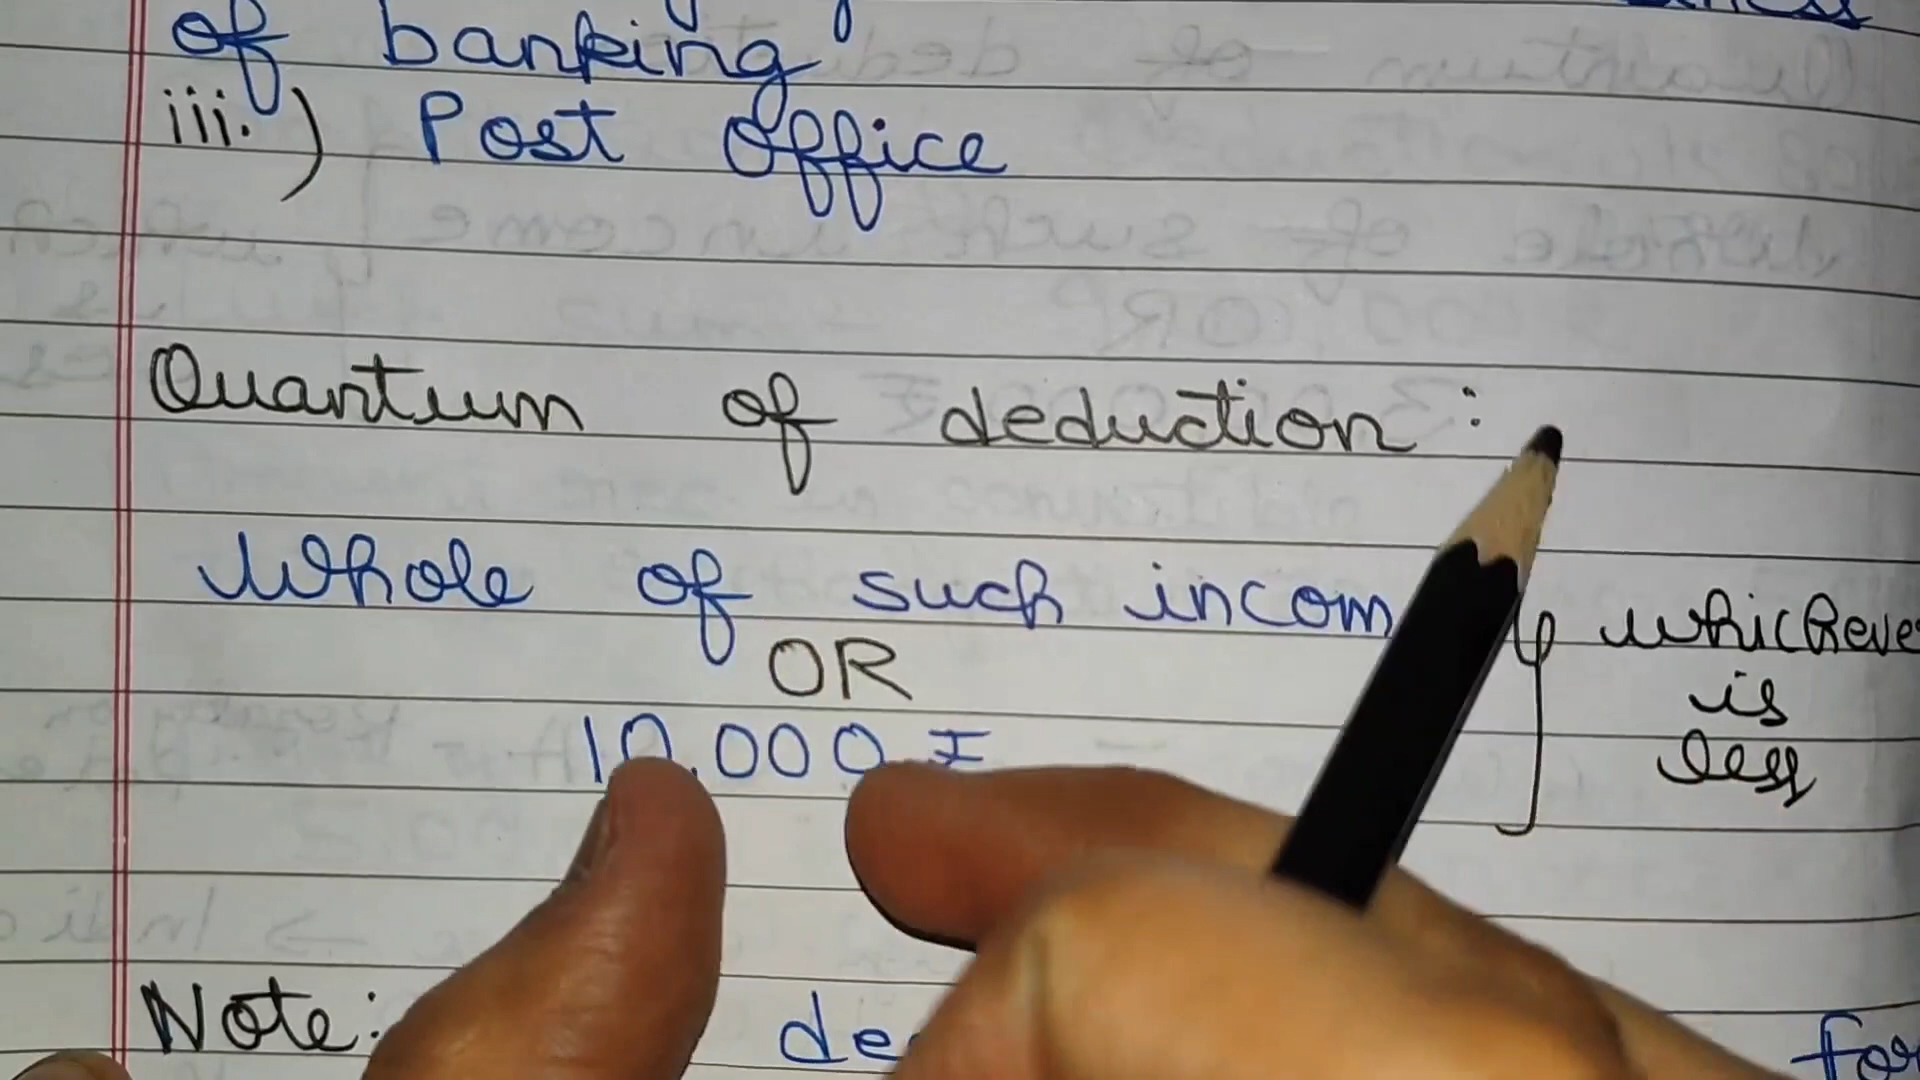 of banking
iii.) Post Office
Quantum of deduction:
Whole of such incom } whicheve
OR is
10,000 ₹ less
Note: de for